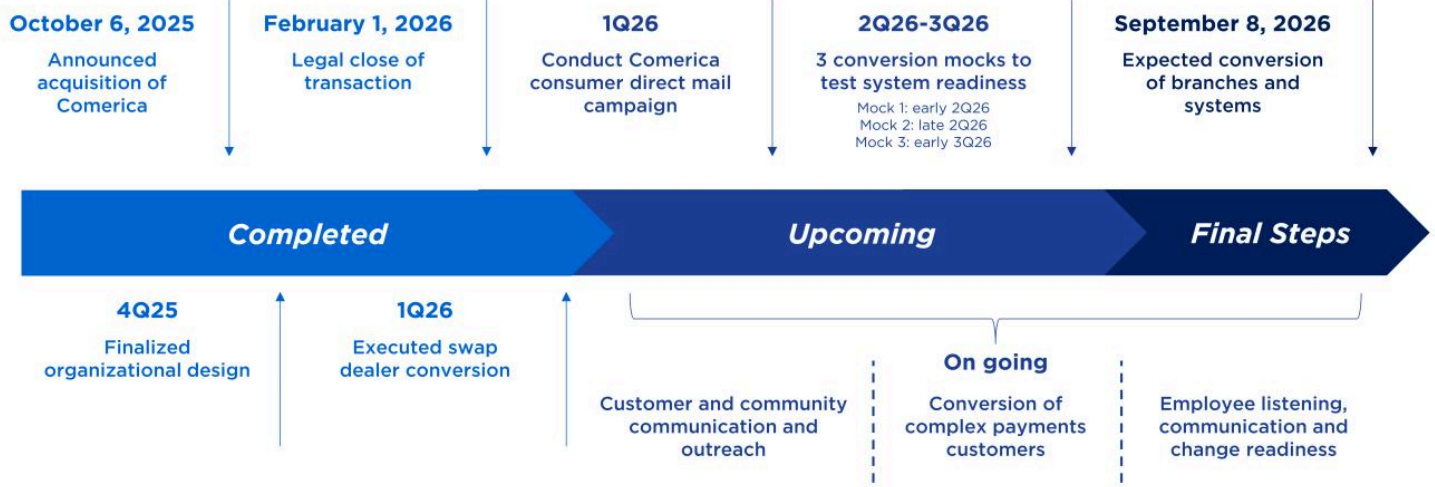 October 6, 2025
Announced
acquisition of
Comerica
February 1, 2026
Legal close of
transaction
1Q26
Conduct Comerica
consumer direct mail
campaign
2Q26-3Q26
3 conversion mocks to
test system readiness
Mock 1: early 2Q26
Mock 2: late 2Q26
Mock 3: early 3Q26
September 8, 2026
Expected conversion
of branches and
systems
Completed
Upcoming
Final Steps
4Q25
Finalized
organizational design
1Q26
Executed swap
dealer conversion
On going
Customer and community
communication and
outreach
Conversion of
complex payments
customers
Employee listening,
communication and
change readiness